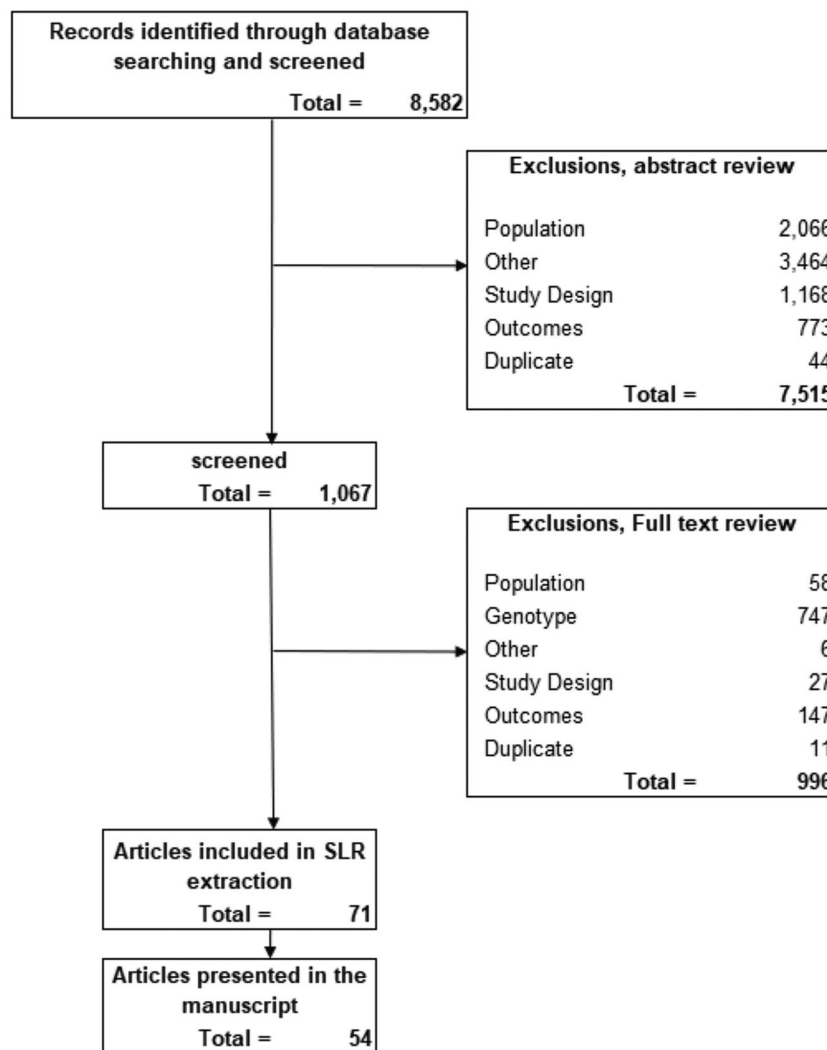 Records identified through database
searching and screened
Total = 8,582
Exclusions, abstract review
Population 2,066
Other 3,464
Study Design 1,168
Outcomes 773
Duplicate 44
Total = 7,515
screened
Total = 1,067
Exclusions, Full text review
Population 58
Genotype 747
Other 6
Study Design 27
Outcomes 147
Duplicate 11
Total = 996
Articles included in SLR
extraction
Total = 71
Articles presented in the
manuscript
Total = 54